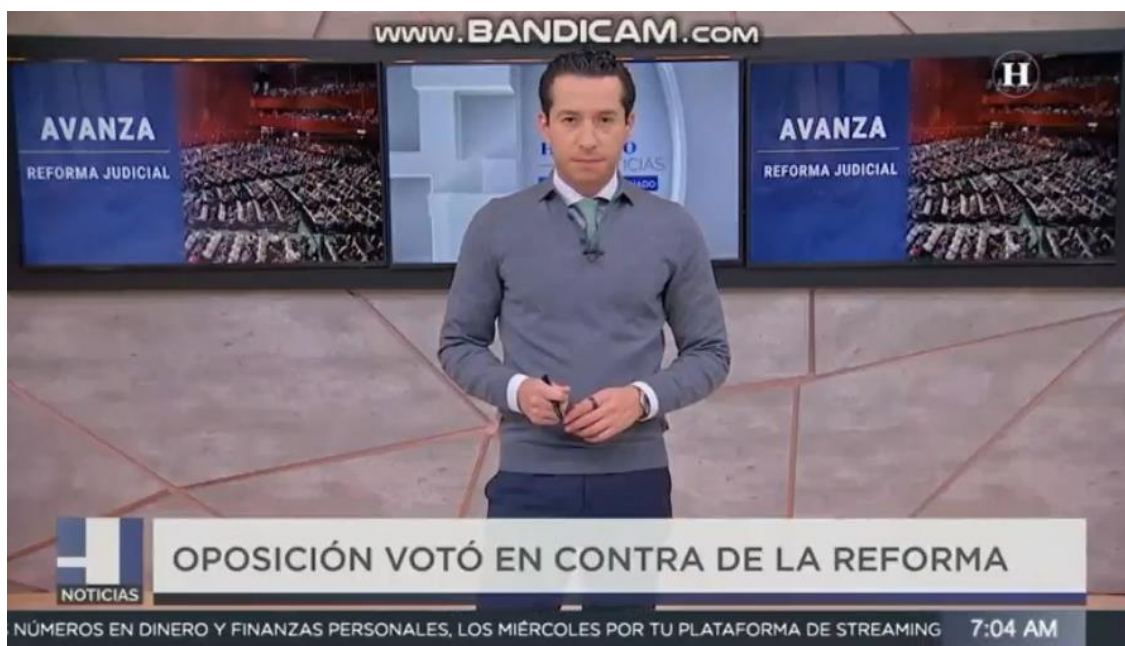 www.BANDICAM.com
AVANZA
REFORMA JUDICIAL
H
NOTICIAS
AVANZA
REFORMA JUDICIAL
OPOSICIÓN VOTÓ EN CONTRA DE LA REFORMA
NOTICIAS
NÚMEROS EN DINERO Y FINANZAS PERSONALES, LOS MIÉRCOLES POR TU PLATAFORMA DE STREAMING
7:04 AM